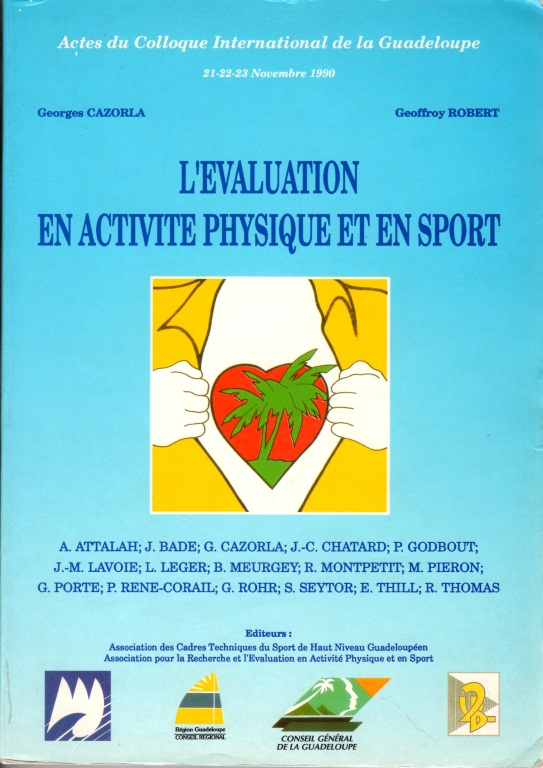 Actes du Colloque International de la Guadeloupe
21-22-23 Novembre 1990
Georges CAZORLA Geoffroy ROBERT
L'EVALUATION
EN ACTIVITE PHYSIQUE ET EN SPORT
A. ATTALAH; J. BADE; G. CAZORLA; J.-C. CHATARD; P. GODBOUT;
J.-M. LAVOIE; L. LEGER; B. MEURGEY; R. MONTPETIT; M. PIERON;
G. PORTE; P. RENE-CORAIL; G. ROHR; S. SEYTOR; E. THILL; R. THOMAS
Editeurs :
Association des Cadres Techniques du Sport de Haut Niveau Guadeloupéen
Association pour la Recherche et l'Evaluation en Activité Physique et en Sport
Région Guadeloupe
CONSEIL REGIONAL
CONSEIL GÉNÉRAL
DE LA GUADELOUPE